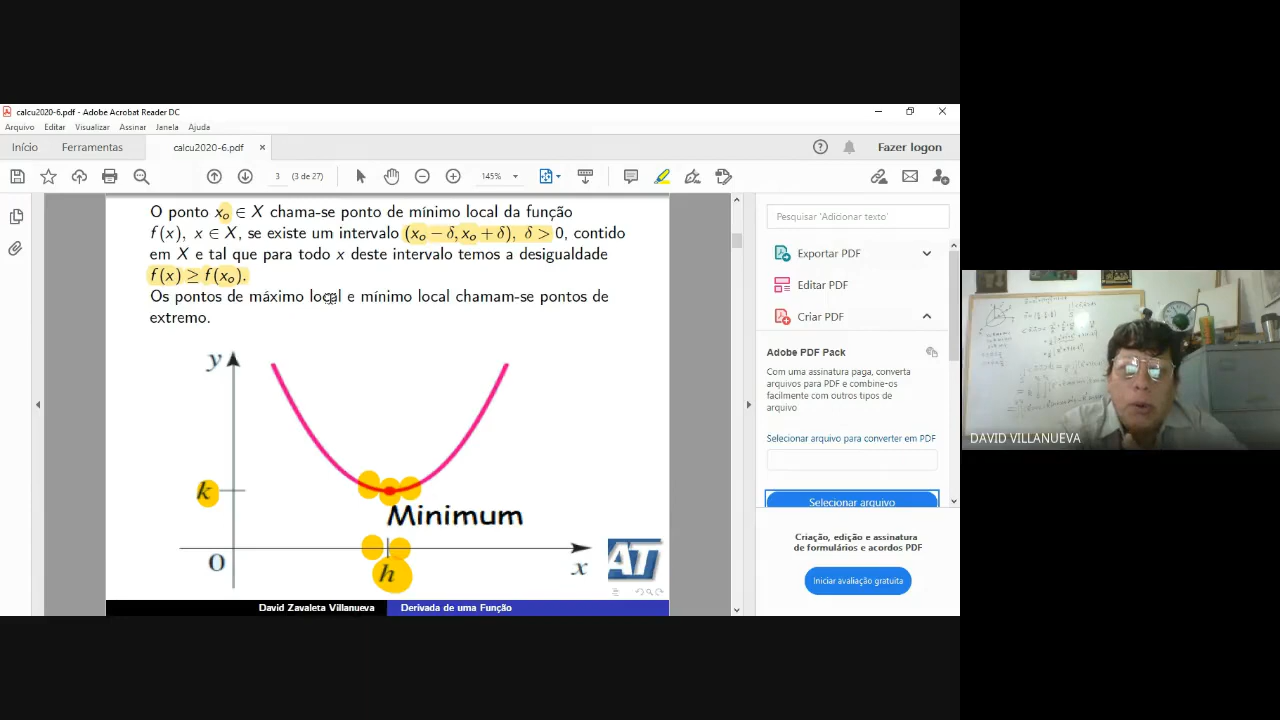 calcu2020-6.pdf - Adobe Acrobat Reader DC
Arquivo Editar Visualizar Assinar Janela Ajuda
Início Ferramentas calcu2020-6.pdf × Fazer logon
3 (3 de 27) 145%
O ponto x₀ ∈ X chama-se ponto de mínimo local da função
f(x), x ∈ X, se existe um intervalo (x₀ − δ, x₀ + δ), δ > 0, contido
em X e tal que para todo x deste intervalo temos a desigualdade
f(x) ≥ f(x₀).
Os pontos de máximo local e mínimo local chamam-se pontos de
extremo.
y
k
Minimum
O
h
x
AT
David Zavaleta Villanueva Derivada de uma Função
Pesquisar 'Adicionar texto'
Exportar PDF
Editar PDF
Criar PDF
Adobe PDF Pack
Com uma assinatura paga, converta
arquivos para PDF e combine-os
facilmente com outros tipos de
arquivo
Selecionar arquivo para converter em PDF
Selecionar arquivo
Criação, edição e assinatura
de formulários e acordos PDF
Iniciar avaliação gratuita
DAVID VILLANUEVA